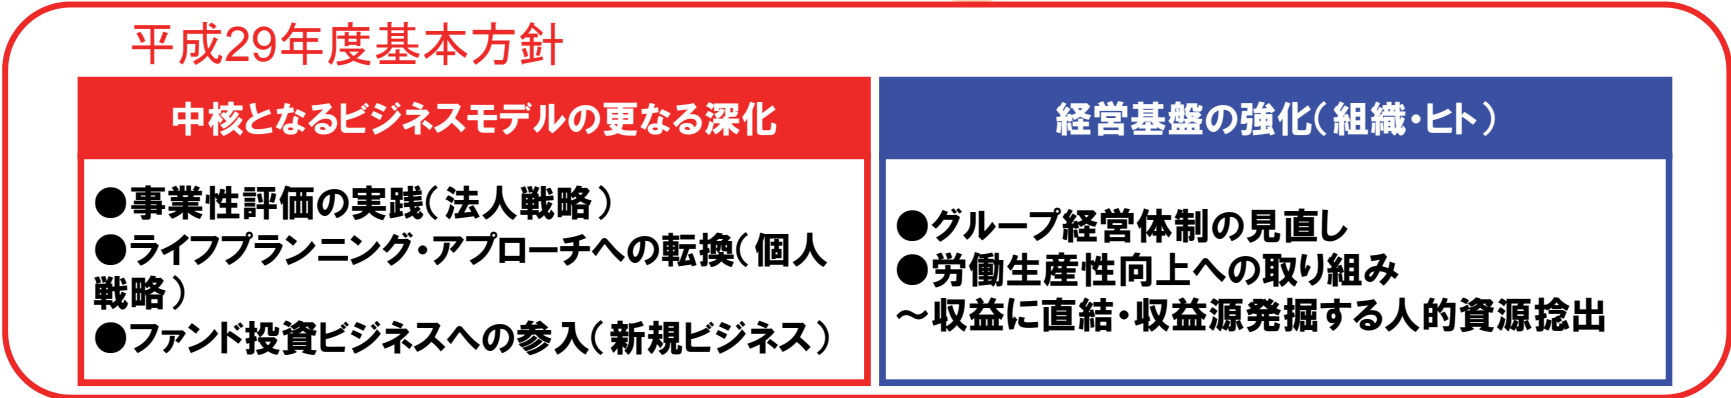 平成29年度基本方針
中核となるビジネスモデルの更なる深化
●事業性評価の実践(法人戦略)
●ライフプランニング・アプローチへの転換(個人
戦略)
●ファンド投資ビジネスへの参入(新規ビジネス)
経営基盤の強化(組織・ヒト)
●グループ経営体制の見直し
●労働生産性向上への取り組み
～収益に直結・収益源発掘する人的資源捻出